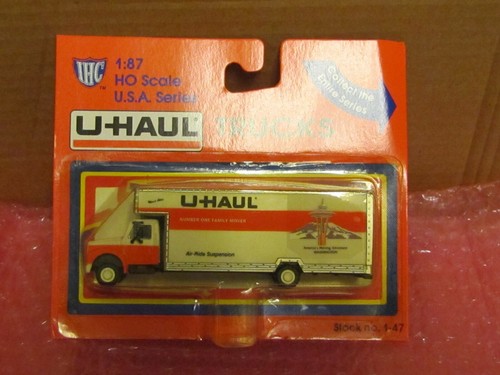 IHC
1:87
HO Scale
U.S.A. Series
Collect the
Entire Series
U-HAUL TRUCKS
U-HAUL
Air-Ride Suspension
WASHINGTON
Stock no. 1-47